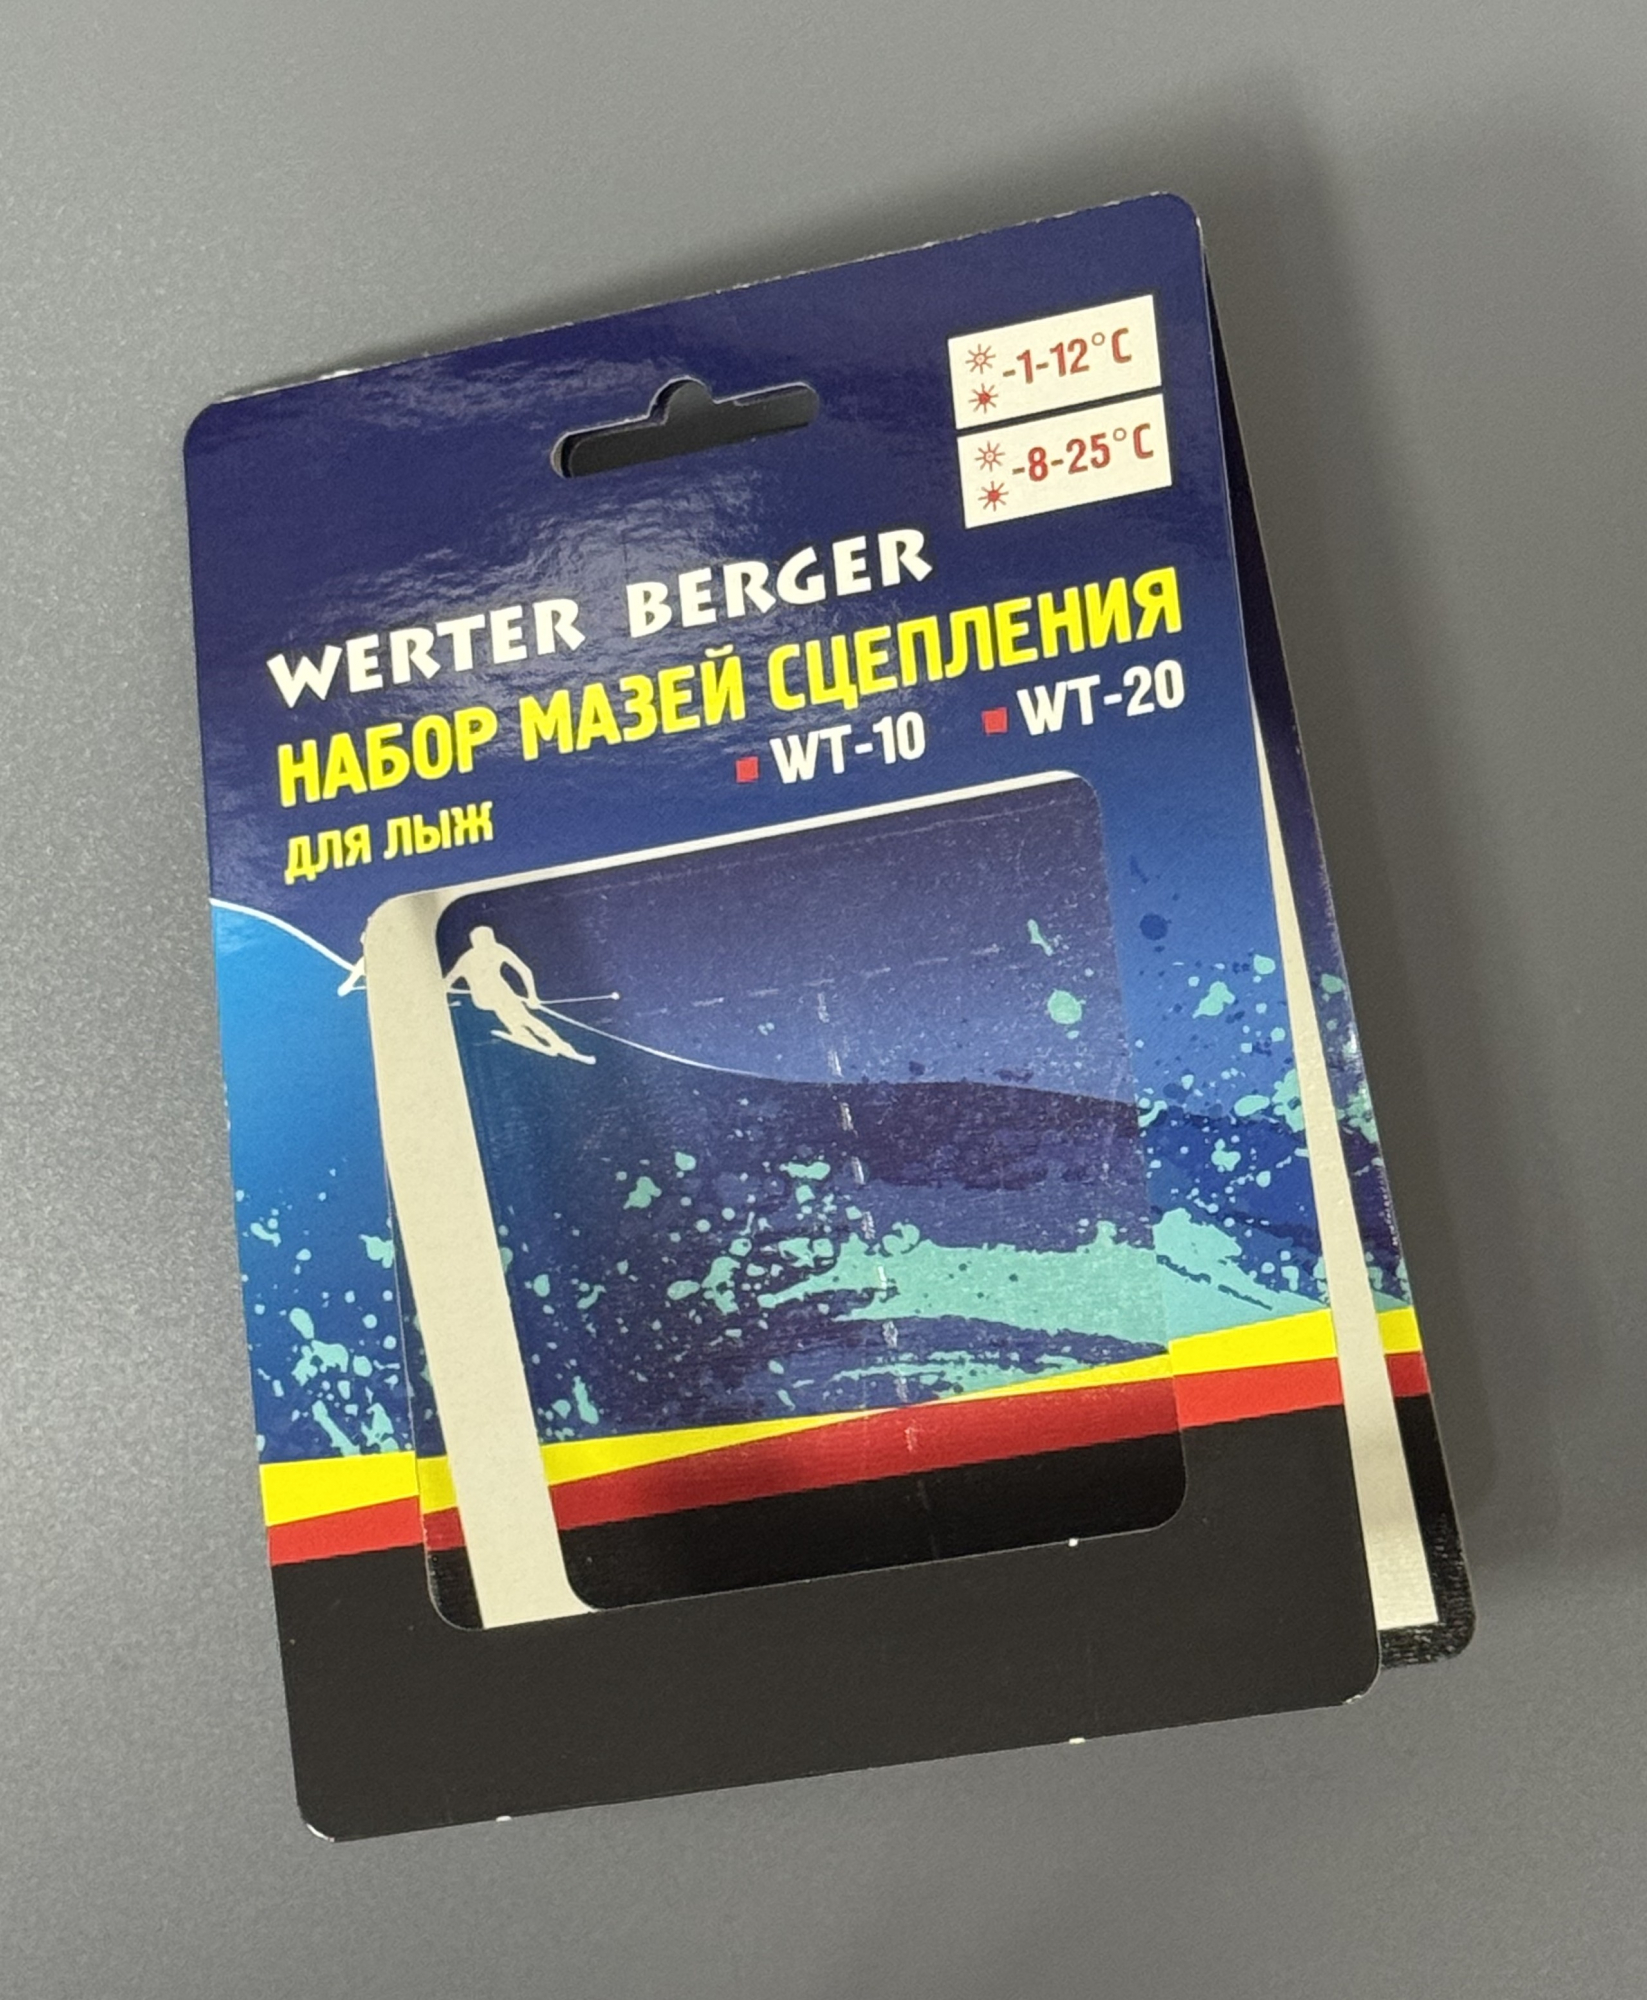 -1-12°C
-8-25°C
WERTER BERGER
НАБОР МАЗЕЙ СЦЕПЛЕНИЯ
для лыж
WT-10 WT-20